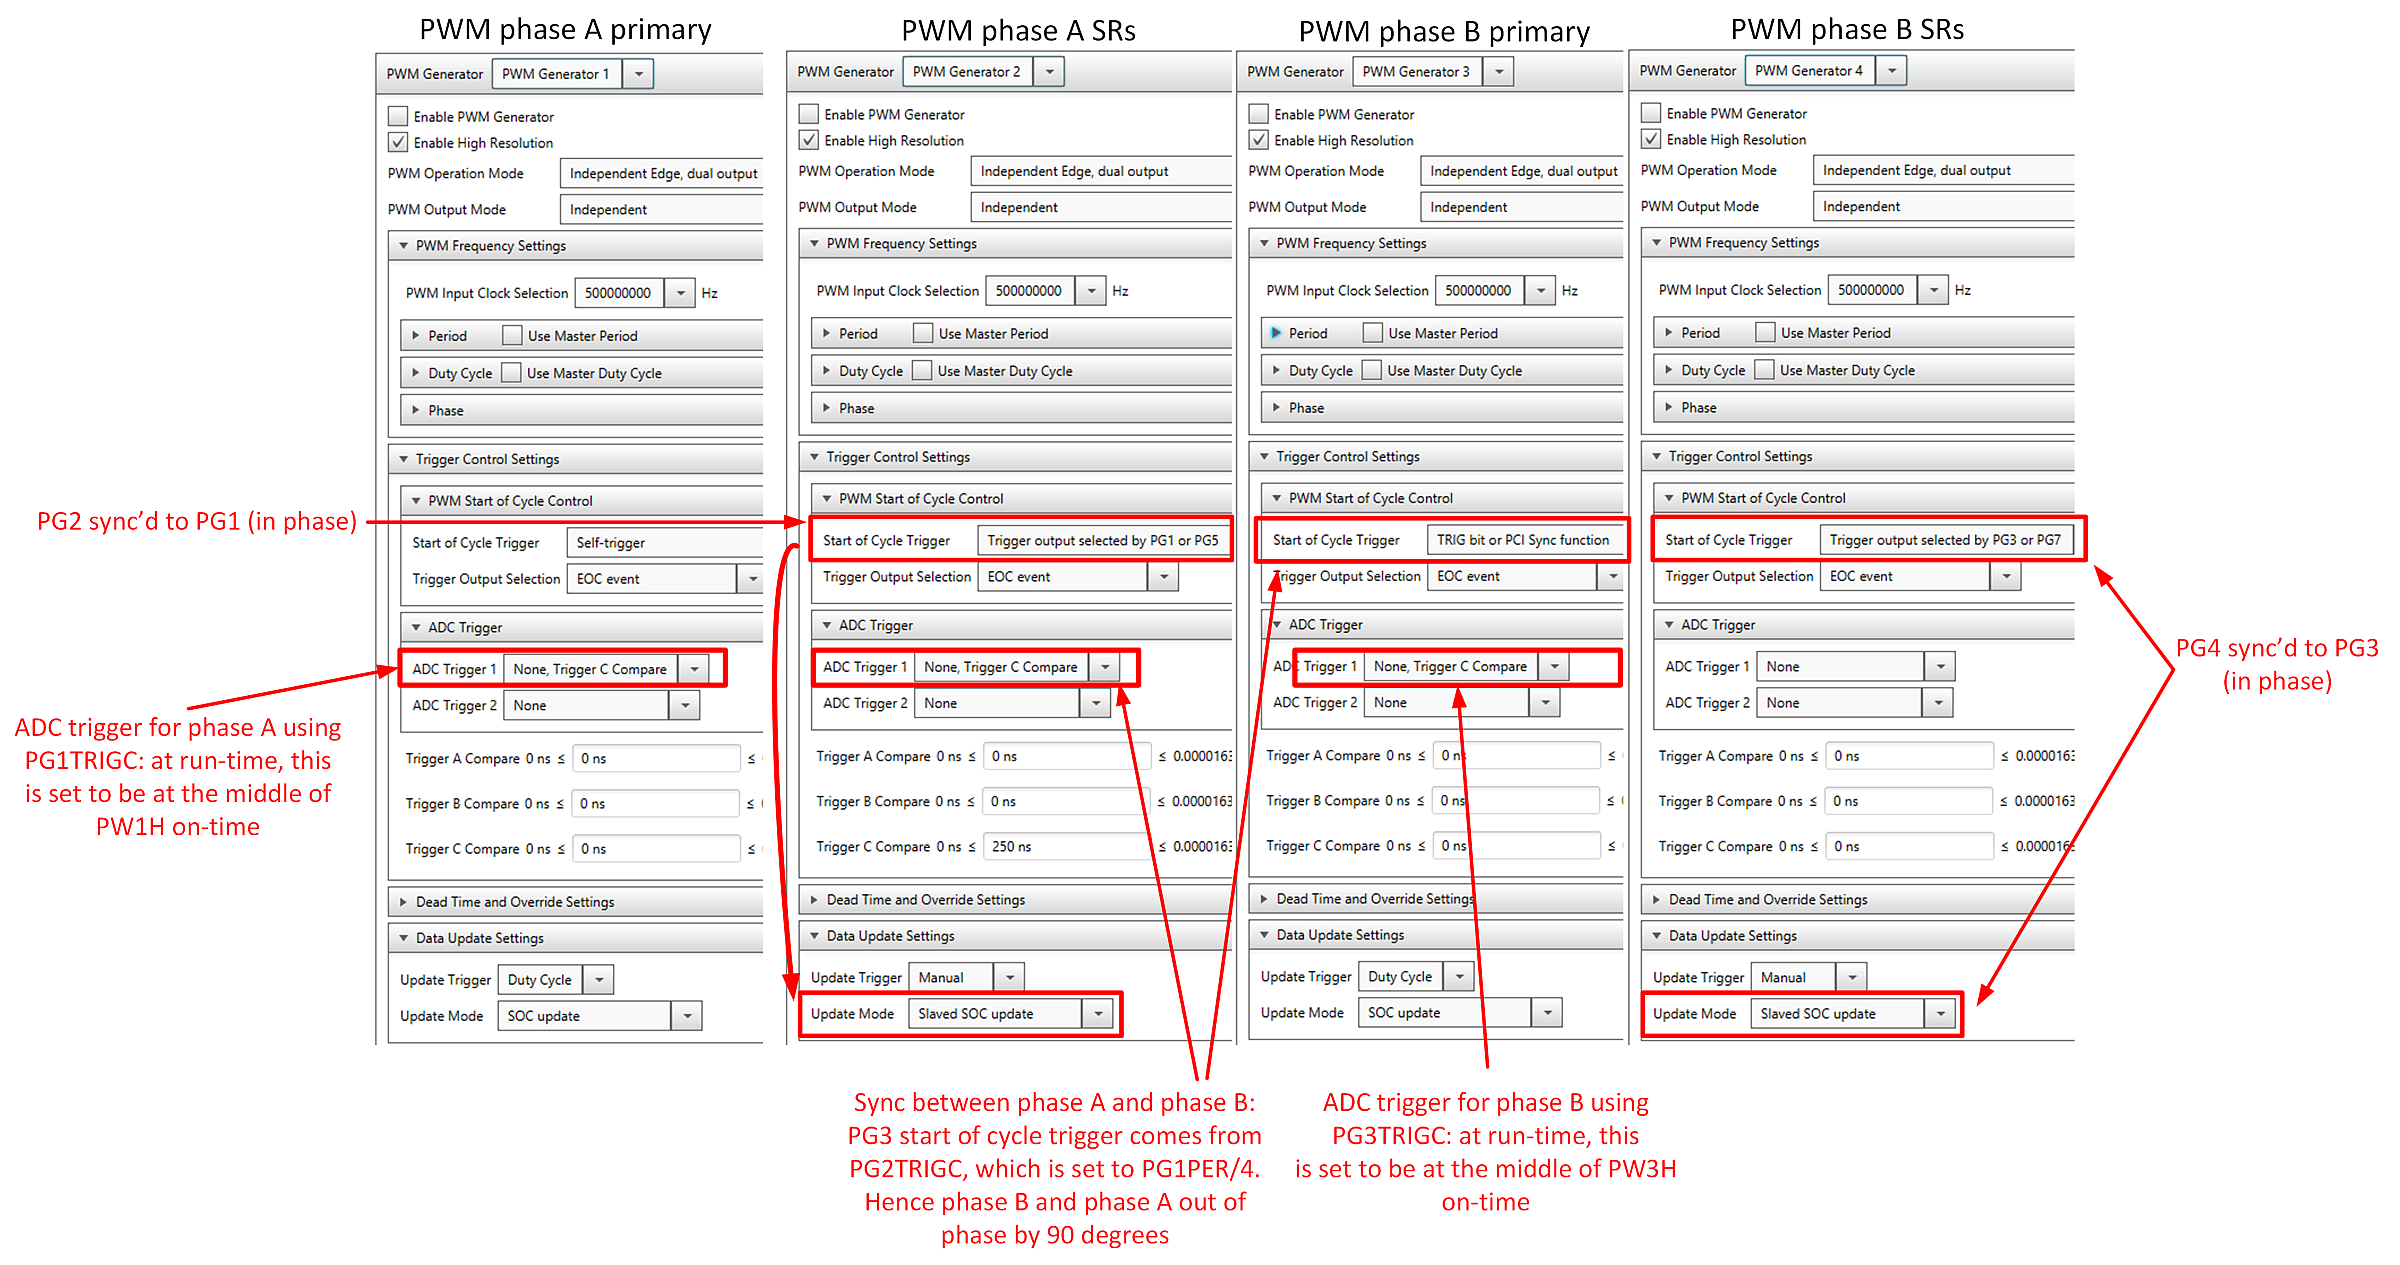 PWM phase A primary
PWM Generator PWM Generator 1
Enable PWM Generator
Enable High Resolution
PWM Operation Mode Independent Edge, dual output
PWM Output Mode Independent
PWM Frequency Settings
PWM Input Clock Selection 500000000 Hz
Period Use Master Period
Duty Cycle Use Master Duty Cycle
Phase
Trigger Control Settings
PWM Start of Cycle Control
Start of Cycle Trigger Self-trigger
Trigger Output Selection EOC event
ADC Trigger
ADC Trigger 1 None, Trigger C Compare
ADC Trigger 2 None
Trigger A Compare 0 ns ≤ 0 ns ≤
Trigger B Compare 0 ns ≤ 0 ns ≤
Trigger C Compare 0 ns ≤ 0 ns ≤
Dead Time and Override Settings
Data Update Settings
Update Trigger Duty Cycle
Update Mode SOC update
PWM phase A SRs
PWM Generator PWM Generator 2
Enable PWM Generator
Enable High Resolution
PWM Operation Mode Independent Edge, dual output
PWM Output Mode Independent
PWM Frequency Settings
PWM Input Clock Selection 500000000 Hz
Period Use Master Period
Duty Cycle Use Master Duty Cycle
Phase
Trigger Control Settings
PWM Start of Cycle Control
Start of Cycle Trigger Trigger output selected by PG1 or PG5
Trigger Output Selection EOC event
ADC Trigger
ADC Trigger 1 None, Trigger C Compare
ADC Trigger 2 None
Trigger A Compare 0 ns ≤ 0 ns ≤ 0.0000163
Trigger B Compare 0 ns ≤ 0 ns ≤ 0.0000163
Trigger C Compare 0 ns ≤ 250 ns ≤ 0.0000163
Dead Time and Override Settings
Data Update Settings
Update Trigger Manual
Update Mode Slaved SOC update
PWM phase B primary
PWM Generator PWM Generator 3
Enable PWM Generator
Enable High Resolution
PWM Operation Mode Independent Edge, dual output
PWM Output Mode Independent
PWM Frequency Settings
PWM Input Clock Selection 500000000 Hz
Period Use Master Period
Duty Cycle Use Master Duty Cycle
Phase
Trigger Control Settings
PWM Start of Cycle Control
Start of Cycle Trigger TRIG bit or PCI Sync function
Trigger Output Selection EOC event
ADC Trigger
ADC Trigger 1 None, Trigger C Compare
ADC Trigger 2 None
Trigger A Compare 0 ns ≤ 0 ns ≤
Trigger B Compare 0 ns ≤ 0 ns ≤
Trigger C Compare 0 ns ≤ 0 ns ≤
Dead Time and Override Settings
Data Update Settings
Update Trigger Duty Cycle
Update Mode SOC update
PWM phase B SRs
PWM Generator PWM Generator 4
Enable PWM Generator
Enable High Resolution
PWM Operation Mode Independent Edge, dual output
PWM Output Mode Independent
PWM Frequency Settings
PWM Input Clock Selection 500000000 Hz
Period Use Master Period
Duty Cycle Use Master Duty Cycle
Phase
Trigger Control Settings
PWM Start of Cycle Control
Start of Cycle Trigger Trigger output selected by PG3 or PG7
Trigger Output Selection EOC event
ADC Trigger
ADC Trigger 1 None
ADC Trigger 2 None
Trigger A Compare 0 ns ≤ 0 ns ≤ 0.0000163
Trigger B Compare 0 ns ≤ 0 ns ≤ 0.0000163
Trigger C Compare 0 ns ≤ 0 ns ≤ 0.0000163
Dead Time and Override Settings
Data Update Settings
Update Trigger Manual
Update Mode Slaved SOC update
PG2 sync’d to PG1 (in phase)
ADC trigger for phase A using
PG1TRIGC: at run-time, this
is set to be at the middle of
PW1H on-time
Sync between phase A and phase B:
PG3 start of cycle trigger comes from
PG2TRIGC, which is set to PG1PER/4.
Hence phase B and phase A out of
phase by 90 degrees
ADC trigger for phase B using
PG3TRIGC: at run-time, this
is set to be at the middle of PW3H
on-time
PG4 sync’d to PG3
(in phase)